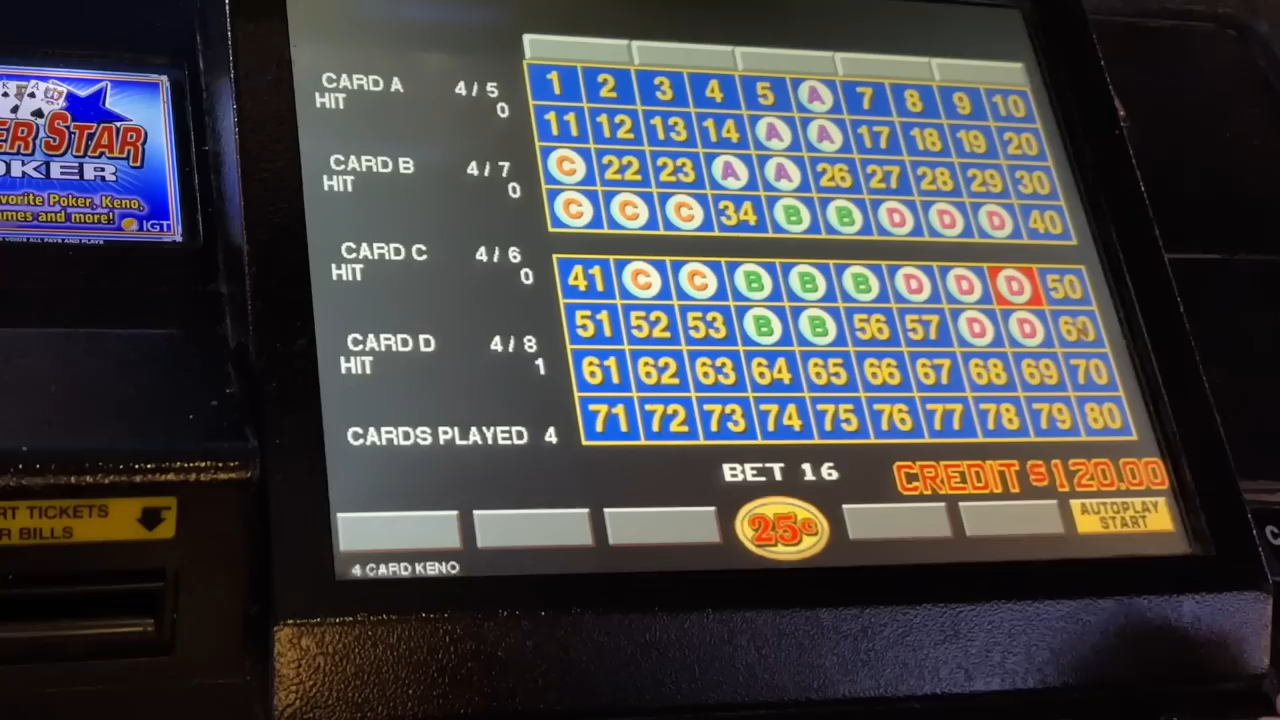 K A
ER STAR
OKER
vorite Poker, Keno,
ames and more!
IGT
VOIDS ALL PAYS AND PLAYS
RT TICKETS
R BILLS
CARD A 4/5
HIT 0
CARD B 4/7
HIT 0
CARD C 4/6
HIT 0
CARD D 4/8
HIT 1
CARDS PLAYED 4
1 2 3 4 5 A 7 8 9 10
11 12 13 14 A A 17 18 19 20
C 22 23 A A 26 27 28 29 30
C C C 34 B B D D D 40
41 C C B B B D D D 50
51 52 53 B B 56 57 D D 60
61 62 63 64 65 66 67 68 69 70
71 72 73 74 75 76 77 78 79 80
BET 16 CREDIT $120.00
25¢
AUTOPLAY
START
4 CARD KENO
C